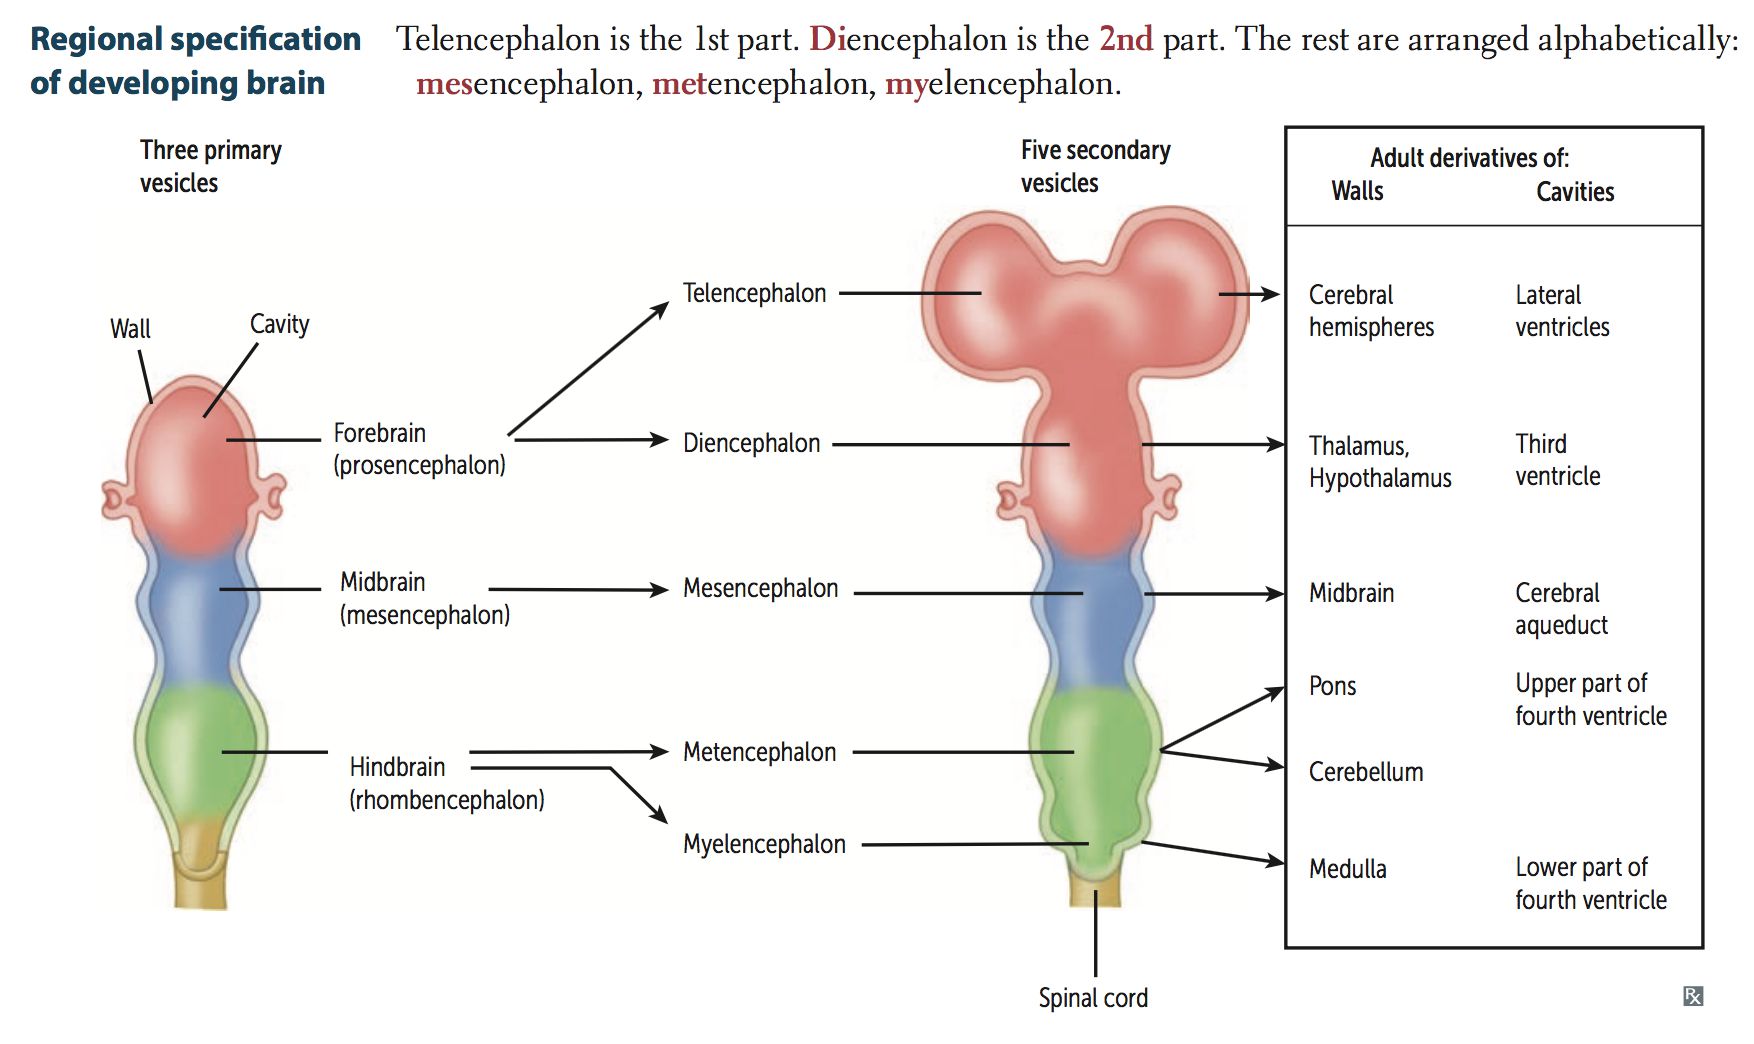 Regional specification
of developing brain
Telencephalon is the 1st part. Diencephalon is the 2nd part. The rest are arranged alphabetically:
mesencephalon, metencephalon, myelencephalon.
Three primary
vesicles
Five secondary
vesicles
Adult derivatives of:
Walls
Cavities
Wall
Cavity
Forebrain
(prosencephalon)
Midbrain
(mesencephalon)
Hindbrain
(rhombencephalon)
Telencephalon
Diencephalon
Mesencephalon
Metencephalon
Myelencephalon
Spinal cord
Cerebral
hemispheres
Lateral
ventricles
Thalamus,
Hypothalamus
Third
ventricle
Midbrain
Cerebral
aqueduct
Pons
Upper part of
fourth ventricle
Cerebellum
Medulla
Lower part of
fourth ventricle
Rx